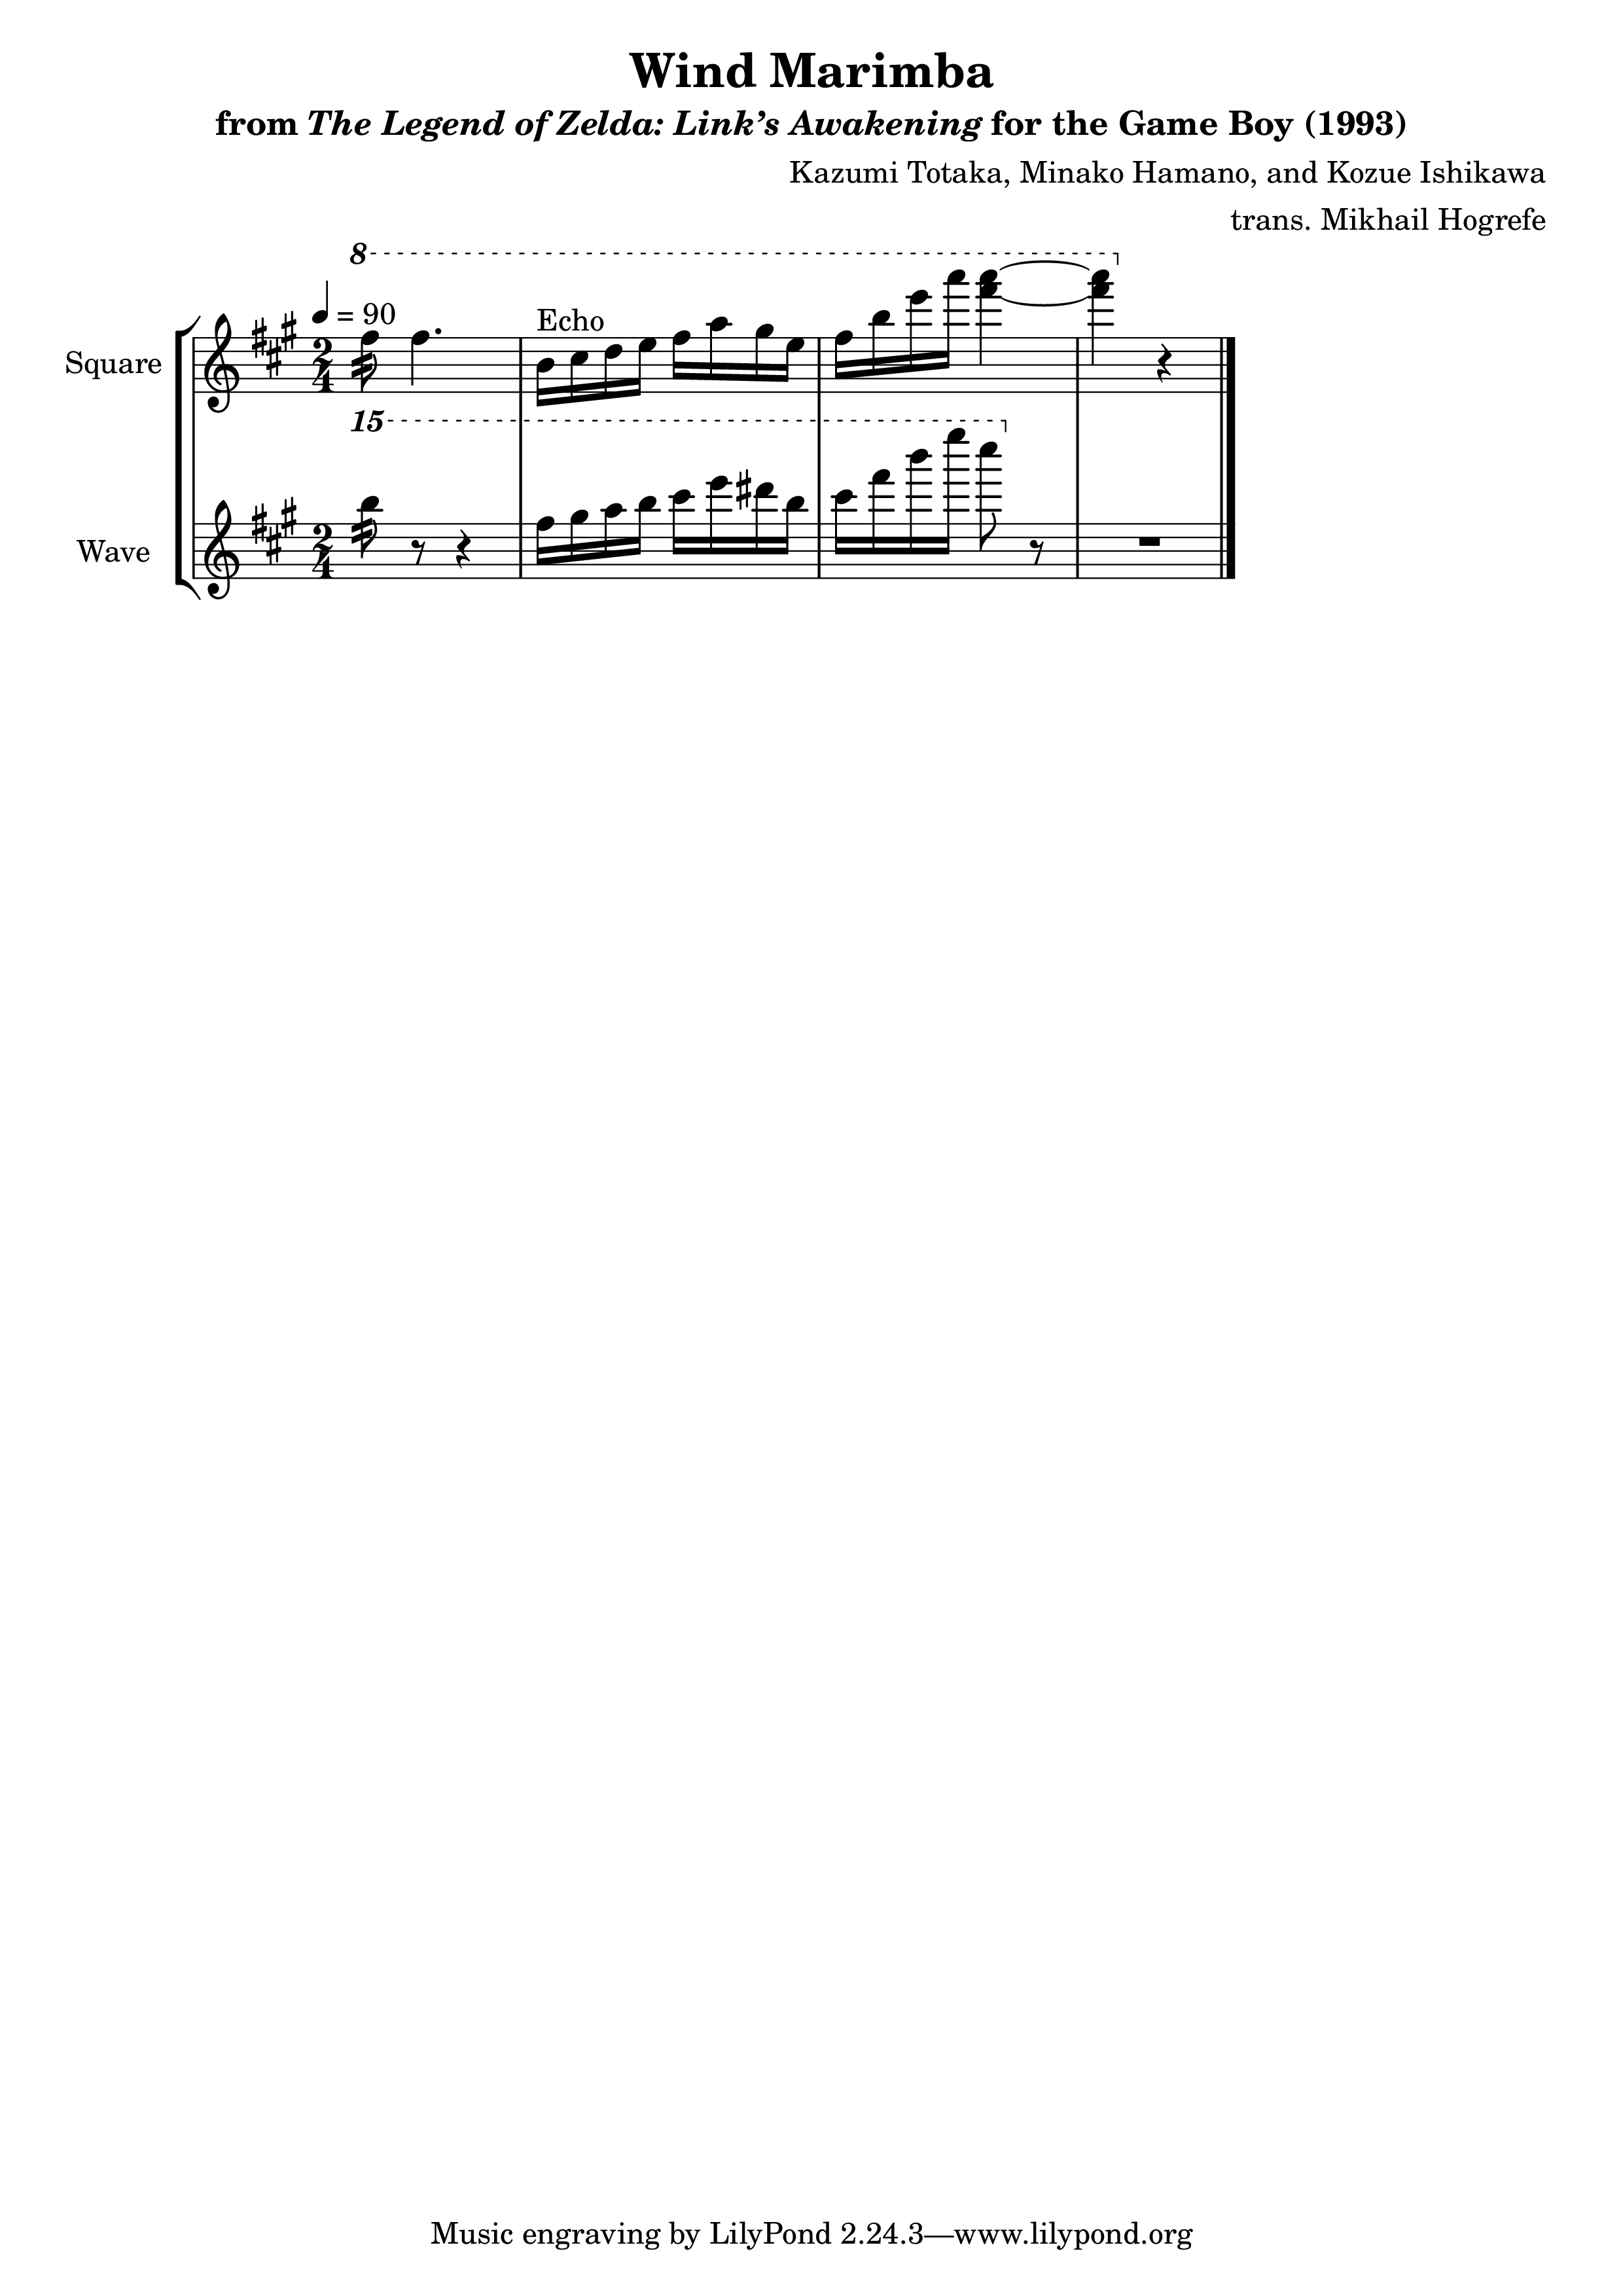 Wind Marimba
from The Legend of Zelda: Link’s Awakening for the Game Boy (1993)
Kazumi Totaka, Minako Hamano, and Kozue Ishikawa
trans. Mikhail Hogrefe
8
= 90
Echo
Square
2
4
15
Wave
2
4
Music engraving by LilyPond 2.24.3—www.lilypond.org